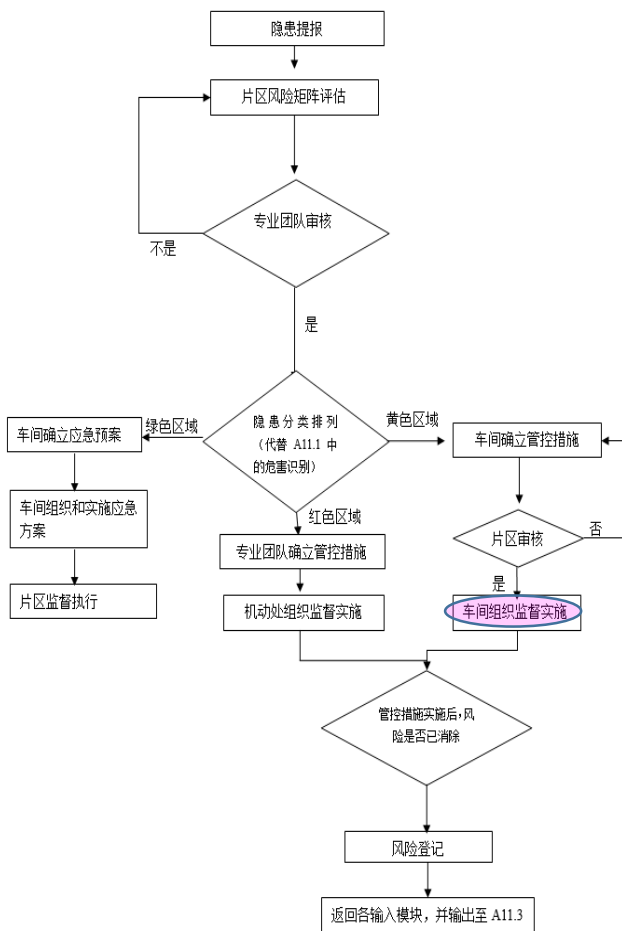 隐患提报
片区风险矩阵评估
专业团队审核
不是
是
隐患分类排列
（代替 A11.1 中
的危害识别）
绿色区域
黄色区域
红色区域
车间确立应急预案
车间组织和实施应急
方案
片区监督执行
专业团队确立管控措施
机动处组织监督实施
车间确立管控措施
片区审核
否
是
车间组织监督实施
管控措施实施后，风
险是否已消除
风险登记
返回各输入模块，并输出至 A11.3